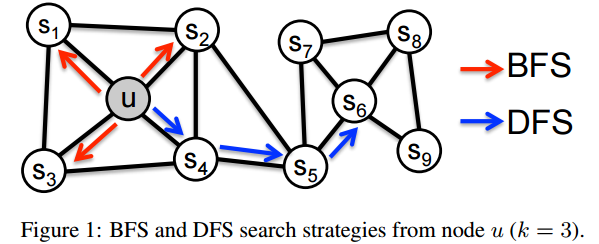 S1
S2
S7
S8
BFS
u
S6
DFS
S3
S4
S5
S9
Figure 1: BFS and DFS search strategies from node u (k = 3).